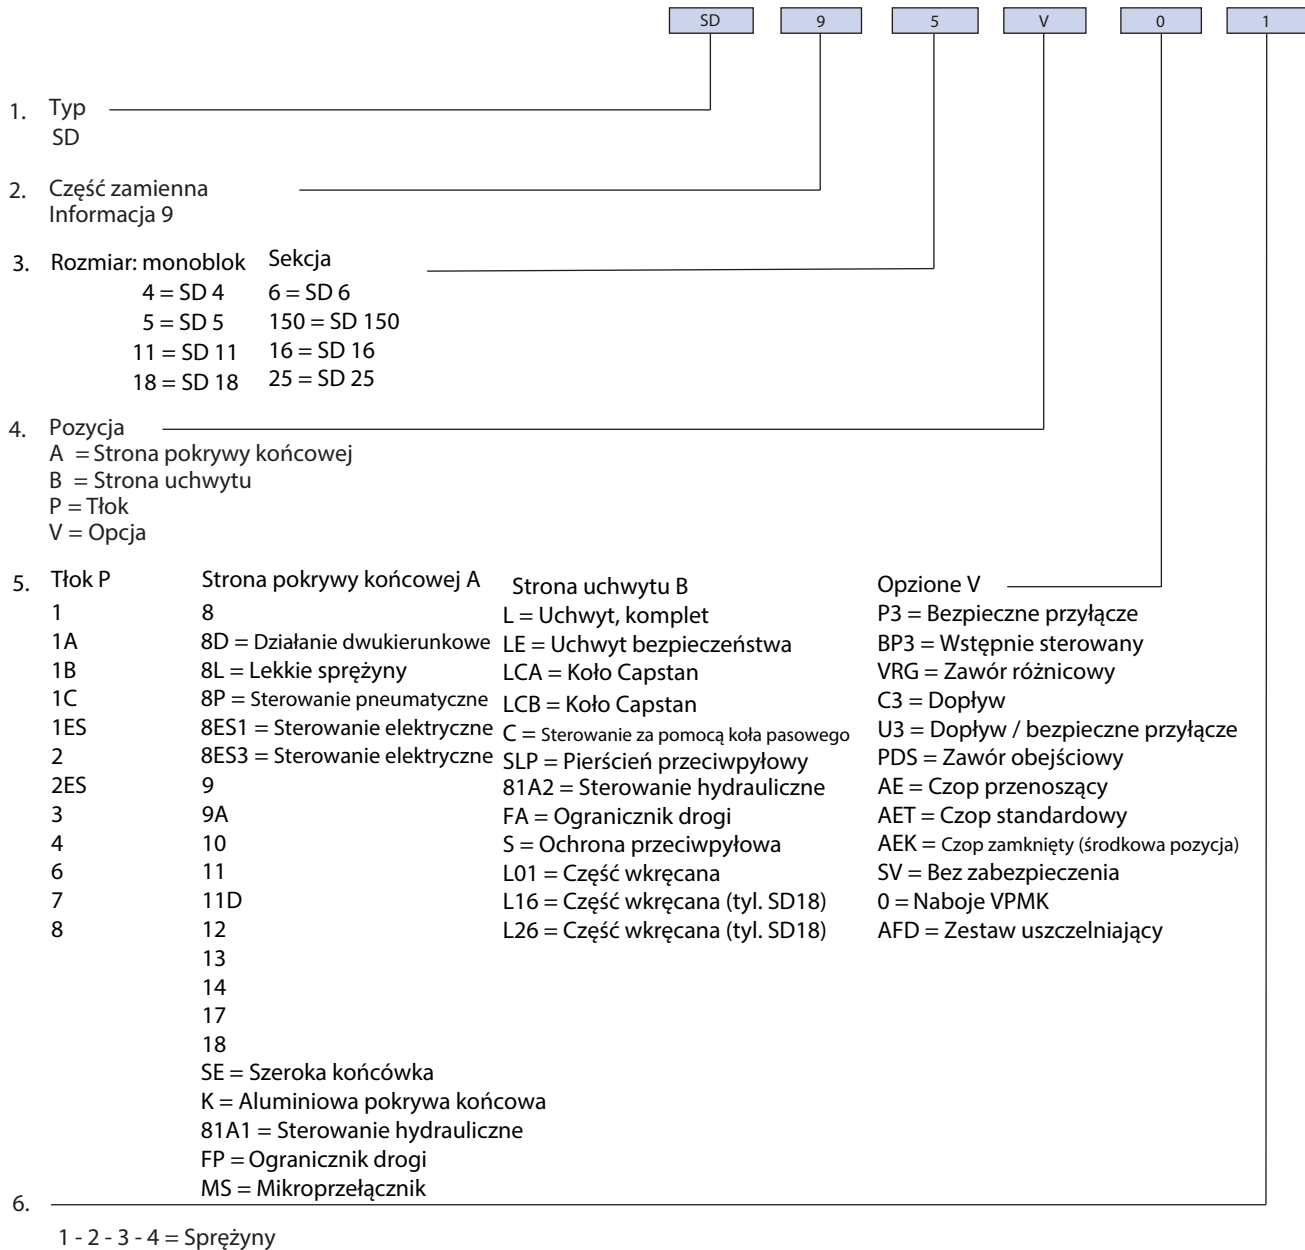 SD 9 5 V 0 1
1. Typ
SD
2. Część zamienna
Informacja 9
3. Rozmiar: monoblok Sekcja
4 = SD 4 6 = SD 6
5 = SD 5 150 = SD 150
11 = SD 11 16 = SD 16
18 = SD 18 25 = SD 25
4. Pozycja
A = Strona pokrywy końcowej
B = Strona uchwytu
P = Tłok
V = Opcja
5. Tłok P Strona pokrywy końcowej A Strona uchwytu B Opzione V
1 8 L = Uchwyt, komplet P3 = Bezpieczne przyłącze
1A 8D = Działanie dwukierunkowe LE = Uchwyt bezpieczeństwa BP3 = Wstępnie sterowany
1B 8L = Lekkie sprężyny LCA = Koło Capstan VRG = Zawór różnicowy
1C 8P = Sterowanie pneumatyczne LCB = Koło Capstan C3 = Dopływ
1ES 8ES1 = Sterowanie elektryczne C = Sterowanie za pomocą koła pasowego U3 = Dopływ / bezpieczne przyłącze
2 8ES3 = Sterowanie elektryczne SLP = Pierścień przeciwpyłowy PDS = Zawór obejściowy
2ES 9 81A2 = Sterowanie hydrauliczne AE = Czop przenoszący
3 9A FA = Ogranicznik drogi AET = Czop standardowy
4 10 S = Ochrona przeciwpyłowa AEK = Czop zamknięty (środkowa pozycja)
6 11 L01 = Część wkręcana SV = Bez zabezpieczenia
7 11D L16 = Część wkręcana (tyl. SD18) 0 = Naboje VPMK
8 12 L26 = Część wkręcana (tyl. SD18) AFD = Zestaw uszczelniający
13
14
17
18
SE = Szeroka końcówka
K = Aluminiowa pokrywa końcowa
81A1 = Sterowanie hydrauliczne
FP = Ogranicznik drogi
MS = Mikroprzełącznik
6.
1 - 2 - 3 - 4 = Sprężyny